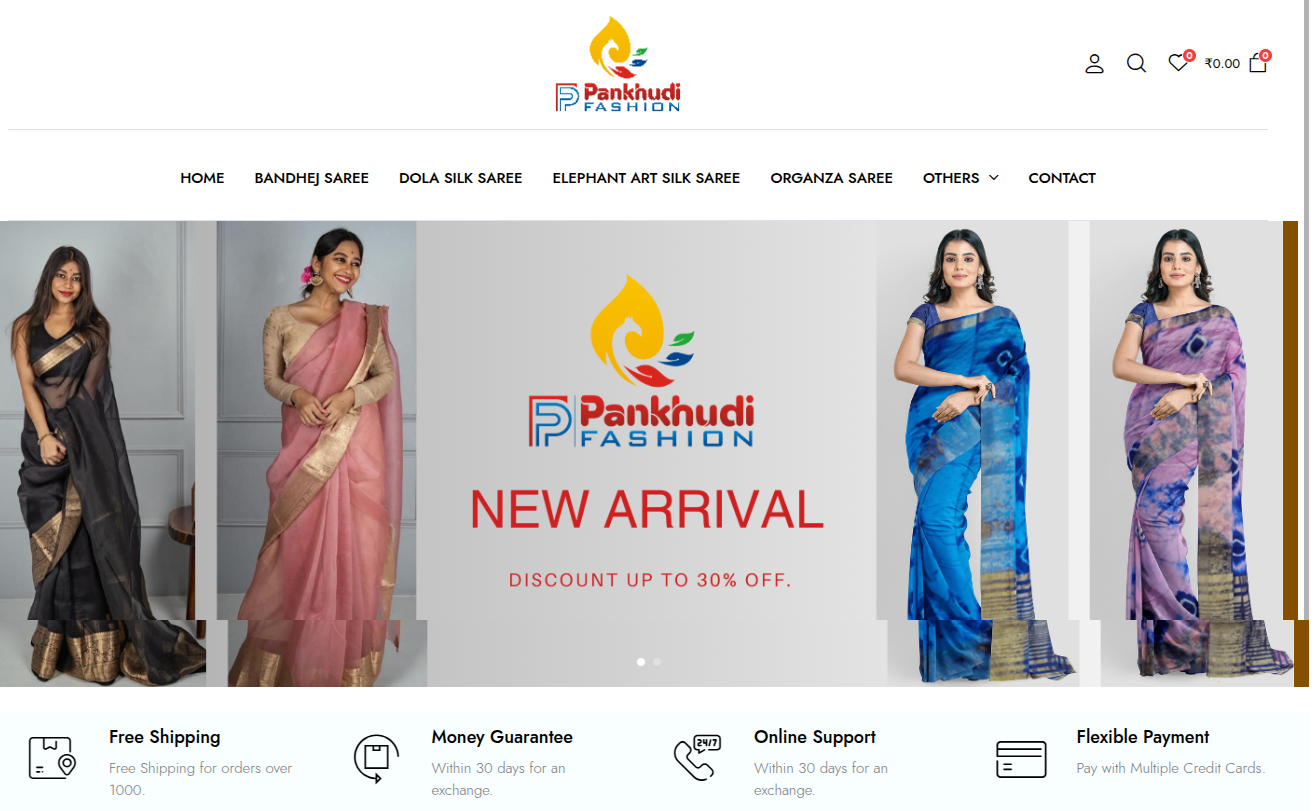 Pankhudi
FASHION
0
₹0.00
0
HOME
BANDHEJ SAREE
DOLA SILK SAREE
ELEPHANT ART SILK SAREE
ORGANZA SAREE
OTHERS
CONTACT
Pankhudi
FASHION
NEW ARRIVAL
DISCOUNT UP TO 30% OFF.
Free Shipping
Free Shipping for orders over
1000.
Money Guarantee
Within 30 days for an
exchange.
24/7
Online Support
Within 30 days for an
exchange.
Flexible Payment
Pay with Multiple Credit Cards.